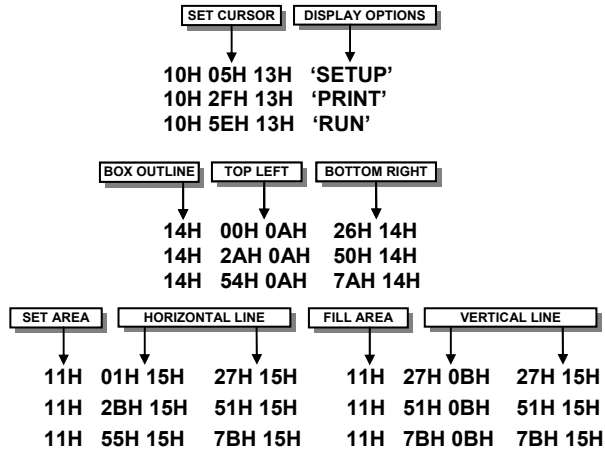 SET CURSOR DISPLAY OPTIONS
10H 05H 13H ‘SETUP’
10H 2FH 13H ‘PRINT’
10H 5EH 13H ‘RUN’
BOX OUTLINE TOP LEFT BOTTOM RIGHT
14H 00H 0AH 26H 14H
14H 2AH 0AH 50H 14H
14H 54H 0AH 7AH 14H
SET AREA HORIZONTAL LINE FILL AREA VERTICAL LINE
11H 01H 15H 27H 15H 11H 27H 0BH 27H 15H
11H 2BH 15H 51H 15H 11H 51H 0BH 51H 15H
11H 55H 15H 7BH 15H 11H 7BH 0BH 7BH 15H